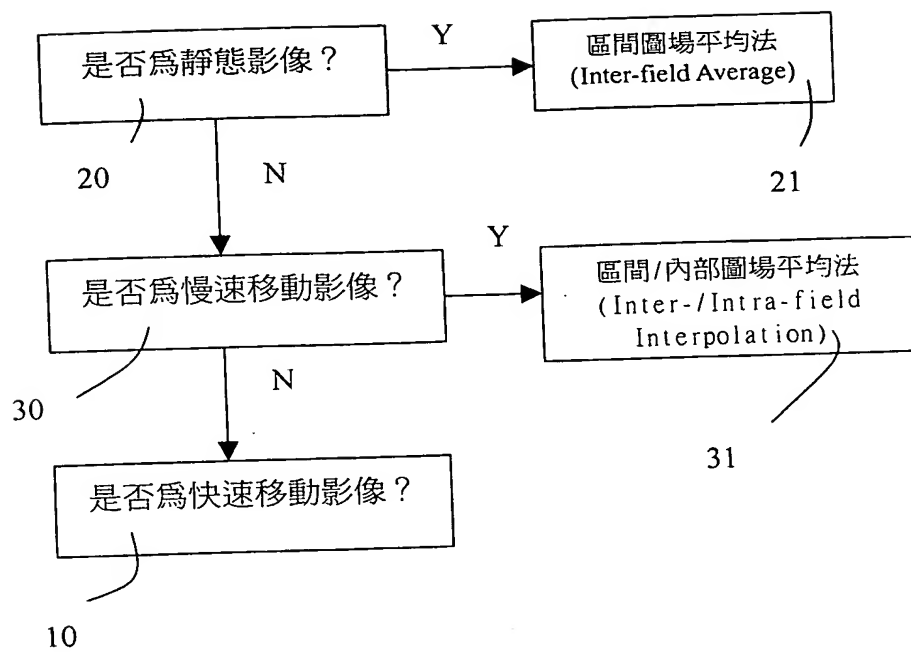 是否爲靜態影像？
Y
區間圖場平均法
(Inter-field Average)
20
N
21
是否爲慢速移動影像？
Y
區間/內部圖場平均法
(Inter-/Intra-field
Interpolation)
30
N
31
是否爲快速移動影像？
10